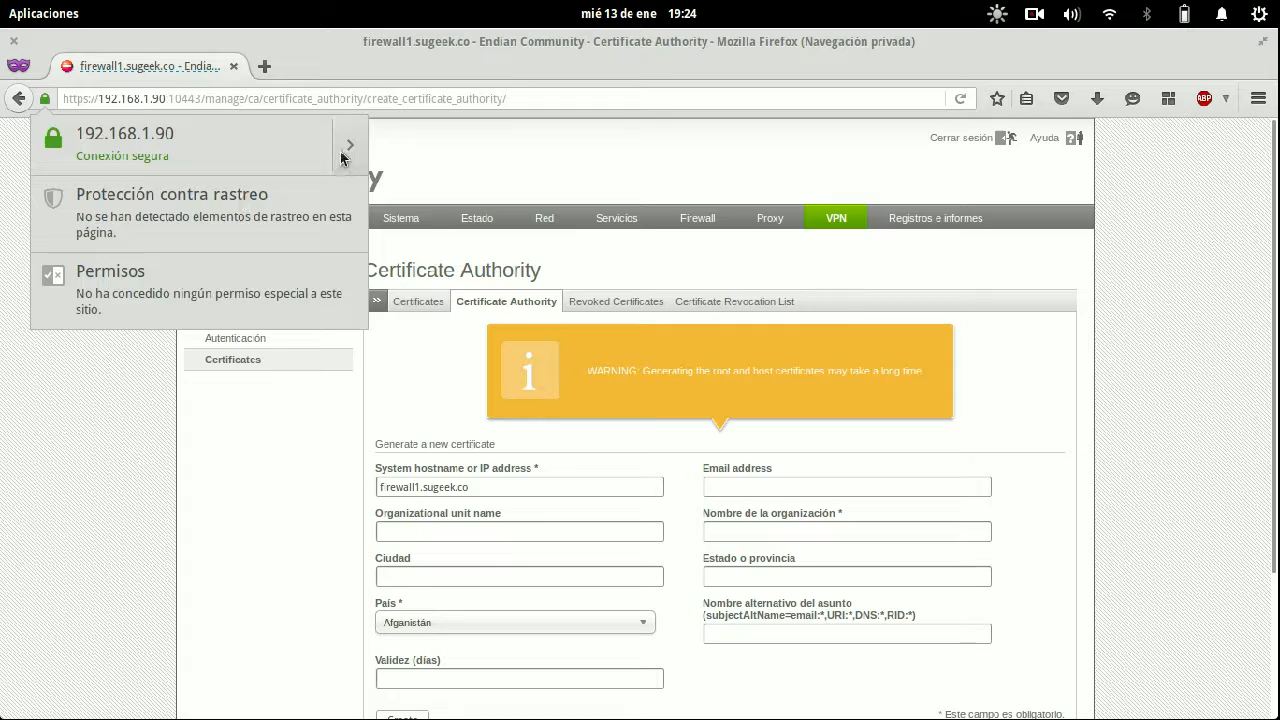 Aplicaciones
mié 13 de ene 19:24
firewall1.sugeek.co - Endian Community - Certificate Authority - Mozilla Firefox (Navegación privada)
firewall1.sugeek.co - Endia...
https://192.168.1.90:10443/manage/ca/certificate_authority/create_certificate_authority/
ABP
192.168.1.90
Conexión segura
Protección contra rastreo
No se han detectado elementos de rastreo en esta
página.
Permisos
No ha concedido ningún permiso especial a este
sitio.
Cerrar sesión
Ayuda
y
Sistema
Estado
Red
Servicios
Firewall
Proxy
VPN
Registros e informes
Certificate Authority
Certificates
Certificate Authority
Revoked Certificates
Certificate Revocation List
Autenticación
Certificates
WARNING: Generating the root and host certificates may take a long time.
Generate a new certificate
System hostname or IP address *
firewall1.sugeek.co
Email address
Organizational unit name
Nombre de la organización *
Ciudad
Estado o provincia
País *
Afganistán
Nombre alternativo del asunto
(subjectAltName=email:*,URI:*,DNS:*,RID:*)
Validez (días)
* Este campo es obligatorio.